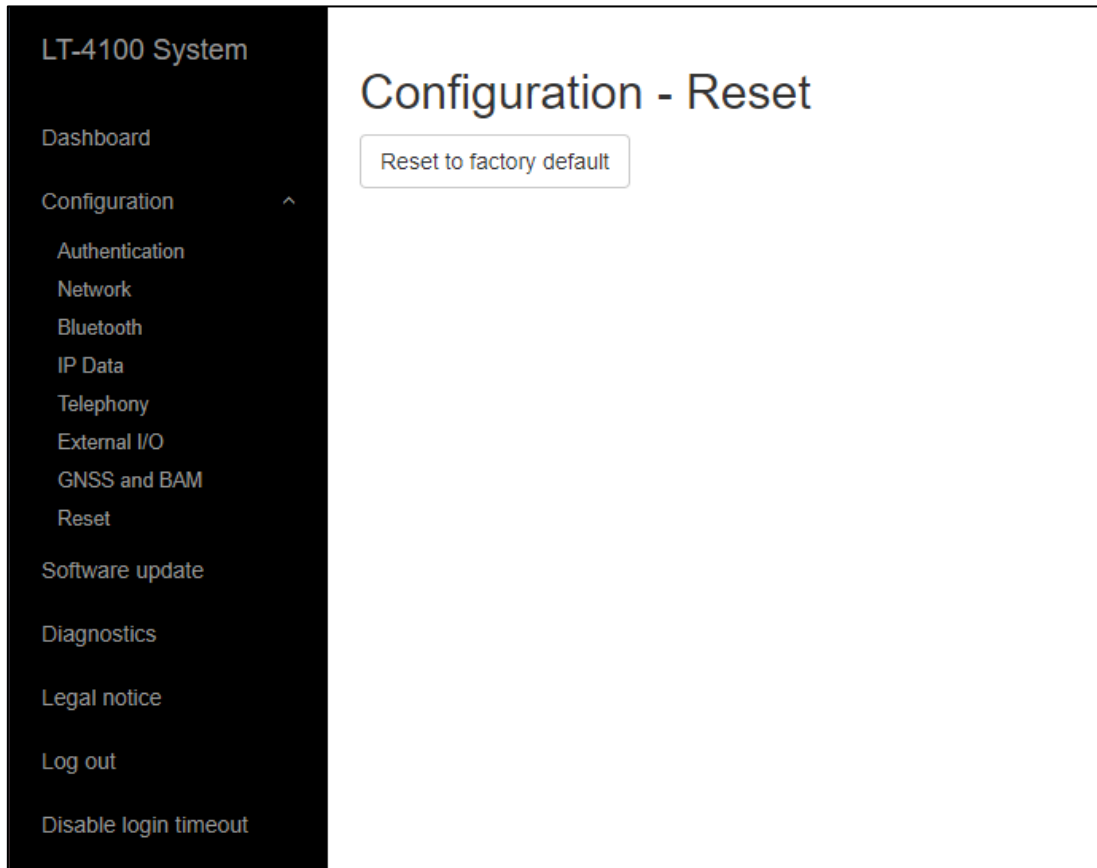 LT-4100 System
Dashboard
Configuration
Authentication
Network
Bluetooth
IP Data
Telephony
External I/O
GNSS and BAM
Reset
Software update
Diagnostics
Legal notice
Log out
Disable login timeout
Configuration - Reset
Reset to factory default